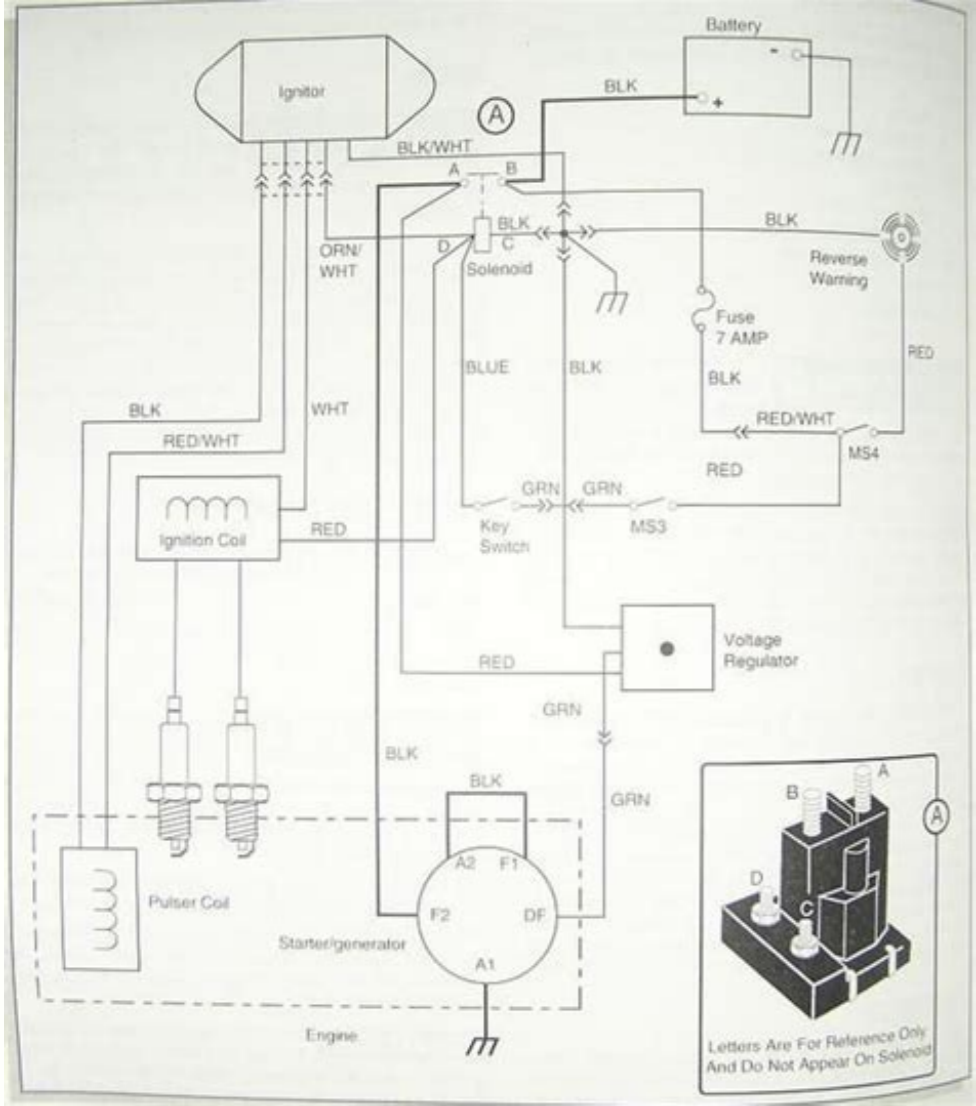 Battery
-
Ignitor
BLK
+
A
BLK/WHT
A
B
BLK
BLK
D
C
ORN/
WHT
Solenoid
Reverse
Warning
Fuse
7 AMP
RED
BLUE
BLK
BLK
BLK
WHT
RED/WHT
RED/WHT
MS4
RED
GRN
GRN
Ignition Coil
RED
Key
Switch
MS3
Voltage
Regulator
RED
GRN
BLK
BLK
GRN
A
B
A
A2
F1
D
Pulser Coil
C
F2
DF
Starter/generator
A1
Engine
Letters Are For Reference Only
And Do Not Appear On Solenoid